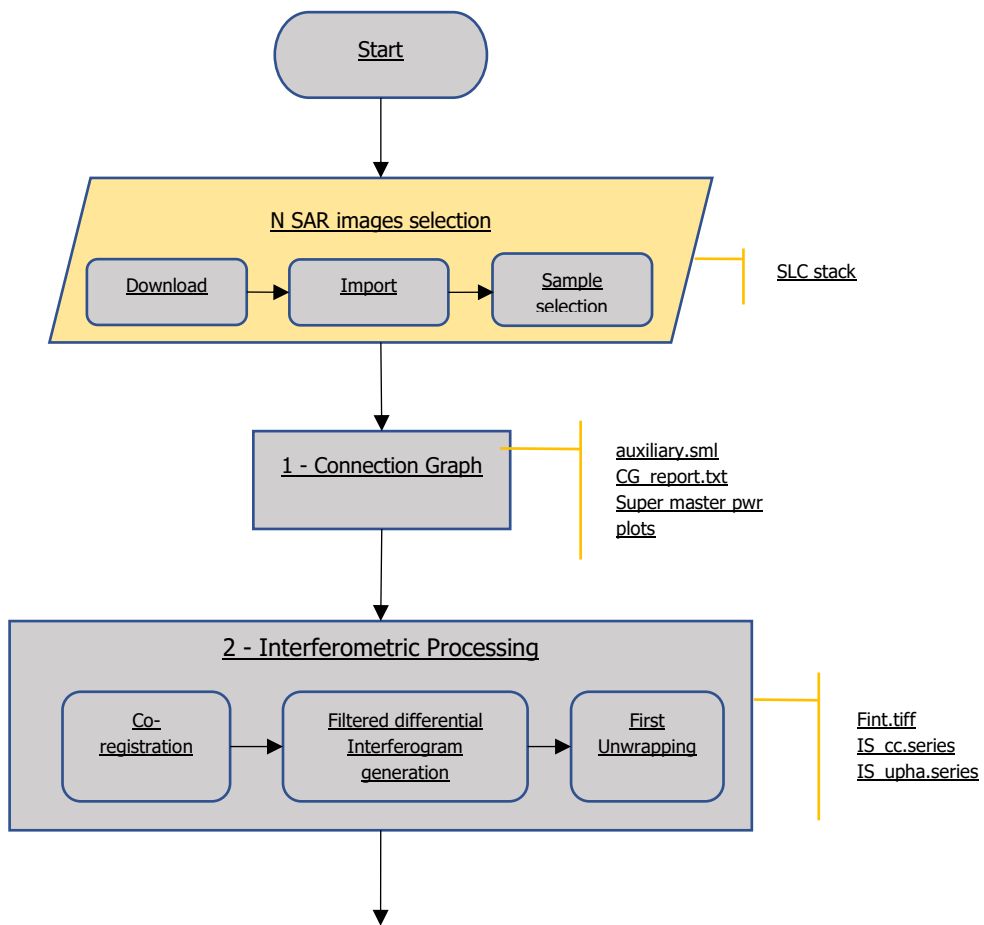 Start
N SAR images selection
Download
Import
Sample
selection
SLC stack
1 - Connection Graph
auxiliary.sml
CG_report.txt
Super master pwr
plots
2 - Interferometric Processing
Co-
registration
Filtered differential
Interferogram
generation
First
Unwrapping
Fint.tiff
IS_cc.series
IS_upha.series